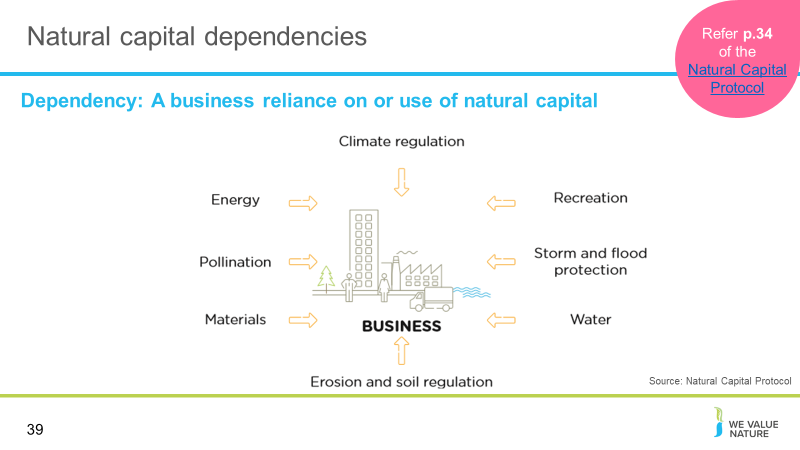 Natural capital dependencies
Refer p.34
of the
Natural Capital
Protocol
Dependency: A business reliance on or use of natural capital
Climate regulation
Energy
Recreation
Pollination
Storm and flood
protection
Materials
Water
BUSINESS
Erosion and soil regulation
Source: Natural Capital Protocol
39
WE VALUE
NATURE